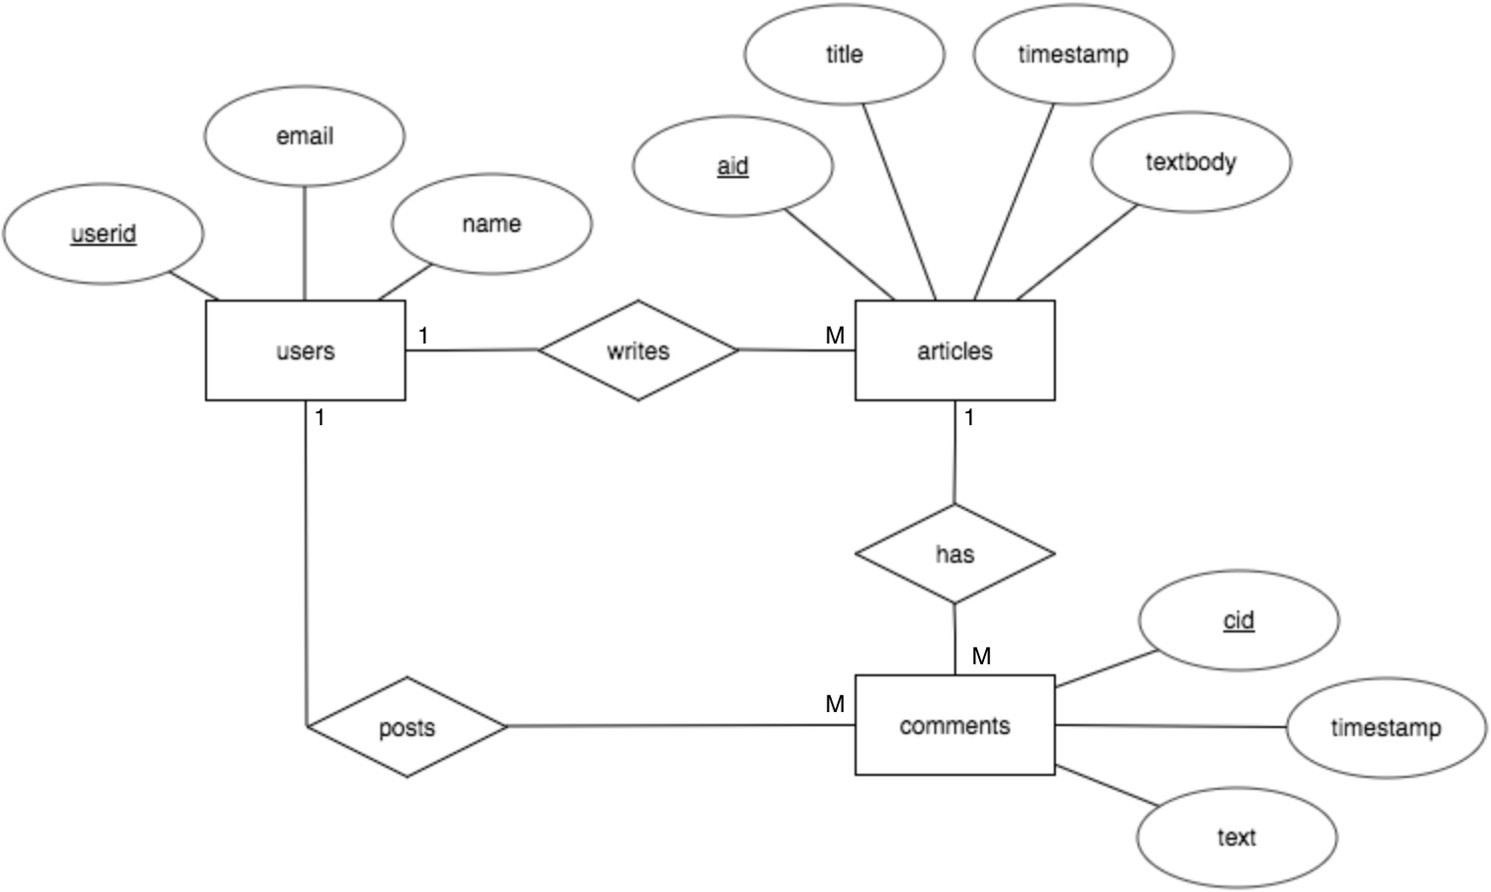 title
timestamp
email
aid
textbody
userid
name
users
1
writes
M
articles
1
1
has
cid
M
posts
M
comments
timestamp
text